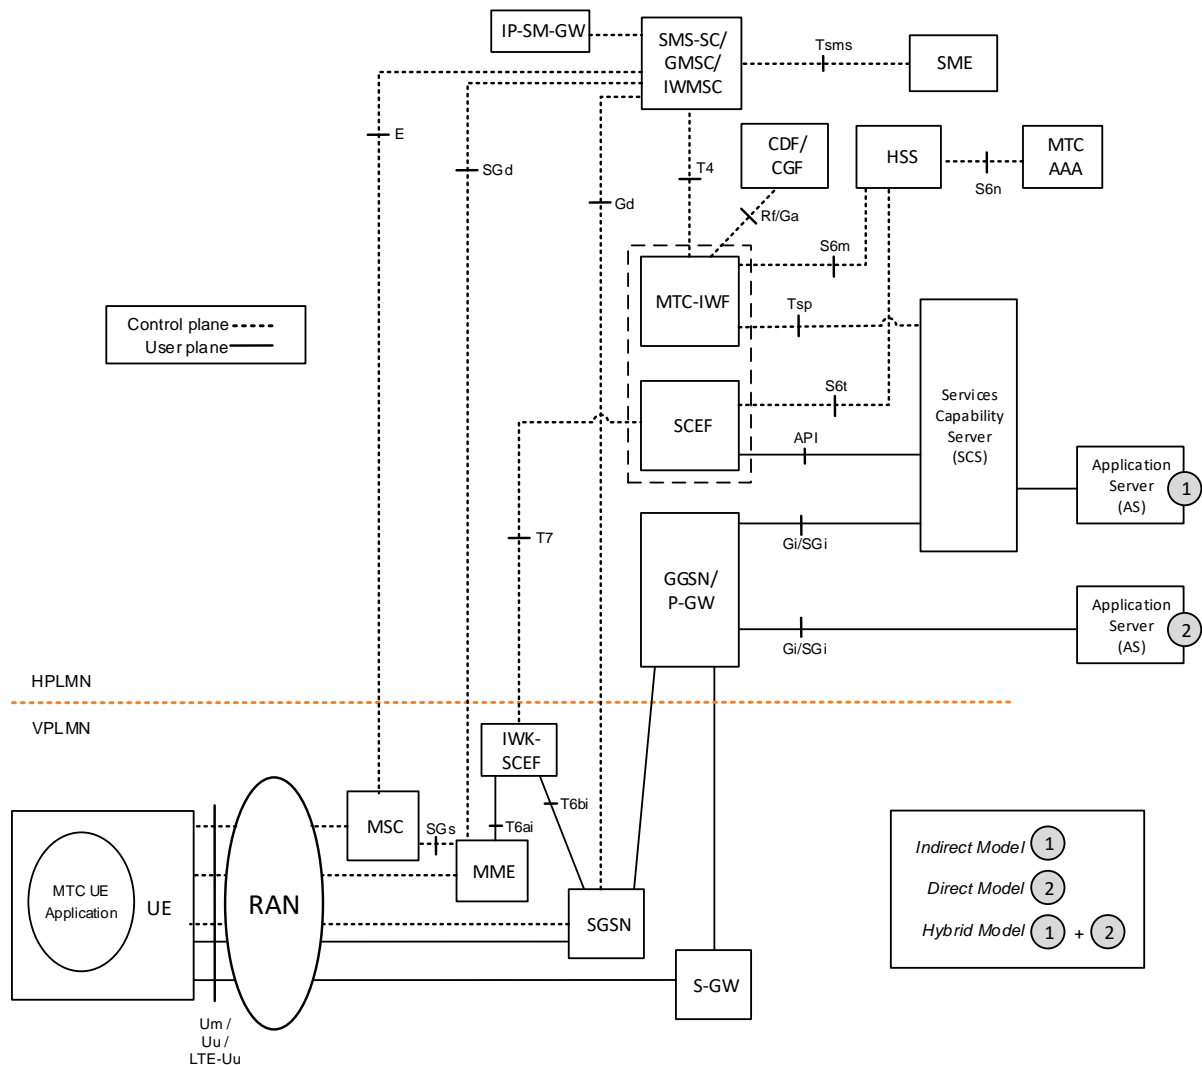 IP-SM-GW
SMS-SC/
GMSC/
IWMSC
Tsms
SME
E
SGd
Gd
T4
CDF/
CGF
HSS
MTC
AAA
S6n
Rf/Ga
S6m
MTC-IWF
Tsp
Control plane
User plane
S6t
SCEF
API
Services
Capability
Server
(SCS)
Application
Server
(AS)
1
T7
Gi/SGi
GGSN/
P-GW
Application
Server
(AS)
2
Gi/SGi
HPLMN
VPLMN
IWK-
SCEF
T6bi
T6ai
MSC
SGs
MME
MTC UE
Application
UE
RAN
SGSN
S-GW
Um /
Uu /
LTE-Uu
Indirect Model 1
Direct Model 2
Hybrid Model 1 + 2